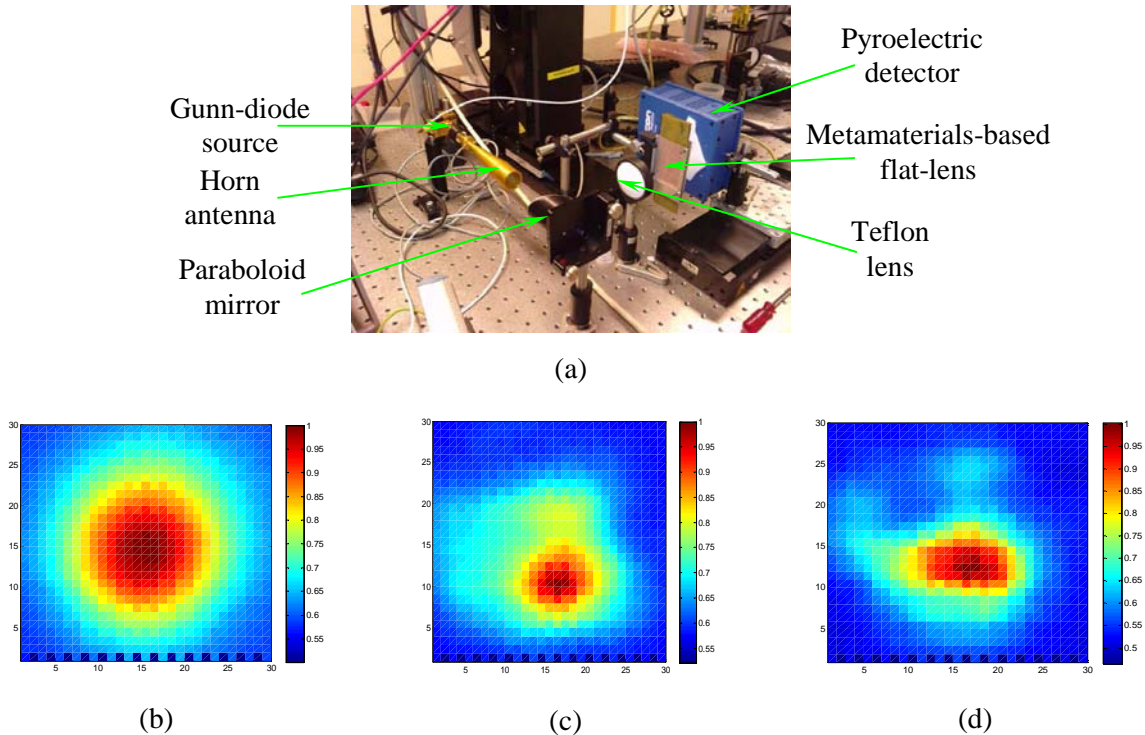 Gunn-diode
source
Horn
antenna
Paraboloid
mirror
Pyroelectric
detector
Metamaterials-based
flat-lens
Teflon
lens
(a)
30
25
20
15
10
5
5 10 15 20 25 30
1
0.95
0.9
0.85
0.8
0.75
0.7
0.65
0.6
0.55
(b)
30
25
20
15
10
5
5 10 15 20 25 30
1
0.95
0.9
0.85
0.8
0.75
0.7
0.65
0.6
0.55
(c)
30
25
20
15
10
5
5 10 15 20 25 30
1
0.95
0.9
0.85
0.8
0.75
0.7
0.65
0.6
0.55
0.5
(d)